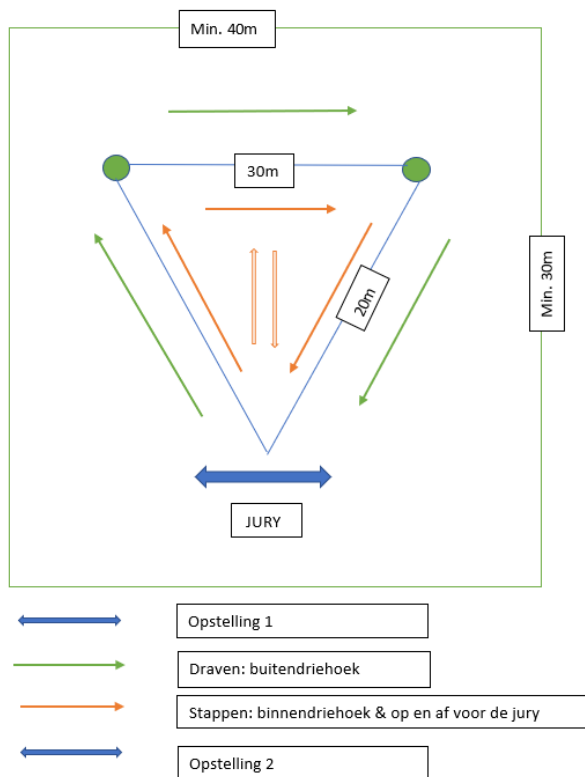 Min. 40m
30m
20m
Min. 30m
JURY
Opstelling 1
Draven: buitendriehoek
Stappen: binnendriehoek & op en af voor de jury
Opstelling 2